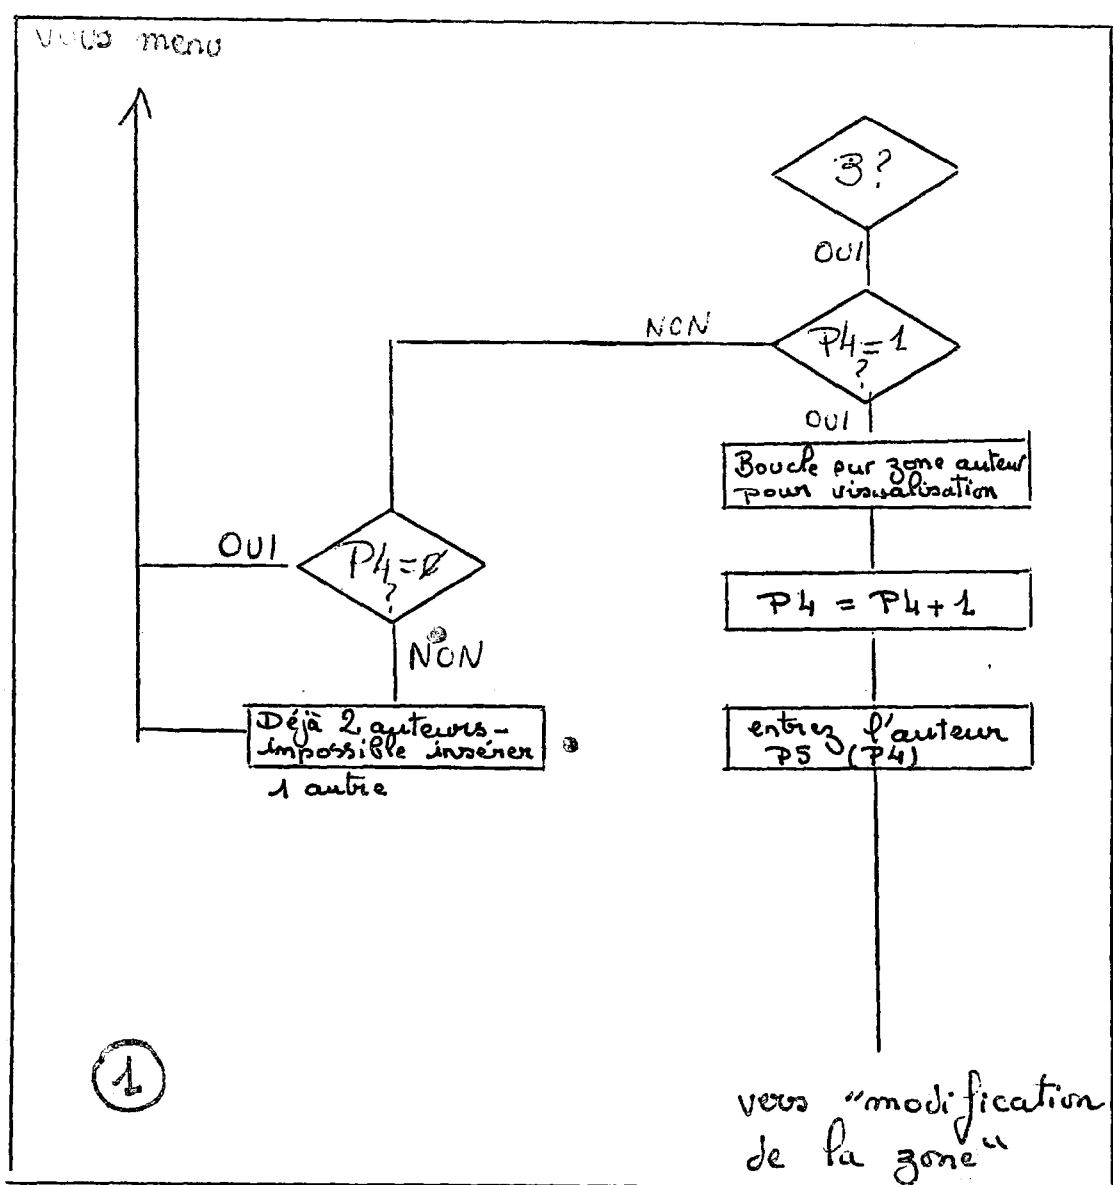 vers menu
3?
OUI
NON
P4=1
?
OUI
Boucle sur zone auteur
pour visualisation
OUI
P4=ø
?
P4 = P4+1
NON
Déjà 2 auteurs-
impossible insérer
1 autre
entrez l'auteur
P5 (P4)
1
vers "modification
de la zone"